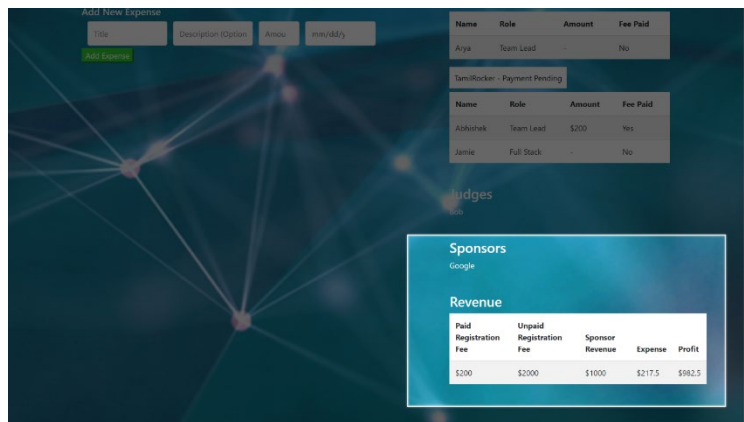 Add New Expense
Title
Description (Option
Amou
mm/dd/y
Add Expense
Name Role Amount Fee Paid
Arya Team Lead - No
TamilRocker - Payment Pending
Name Role Amount Fee Paid
Abhishek Team Lead $200 Yes
Jamie Full Stack - No
Judges
Bob
Sponsors
Google
Revenue
Paid Registration Fee Unpaid Registration Fee Sponsor Revenue Expense Profit
$200 $2000 $1000 $217.5 $982.5